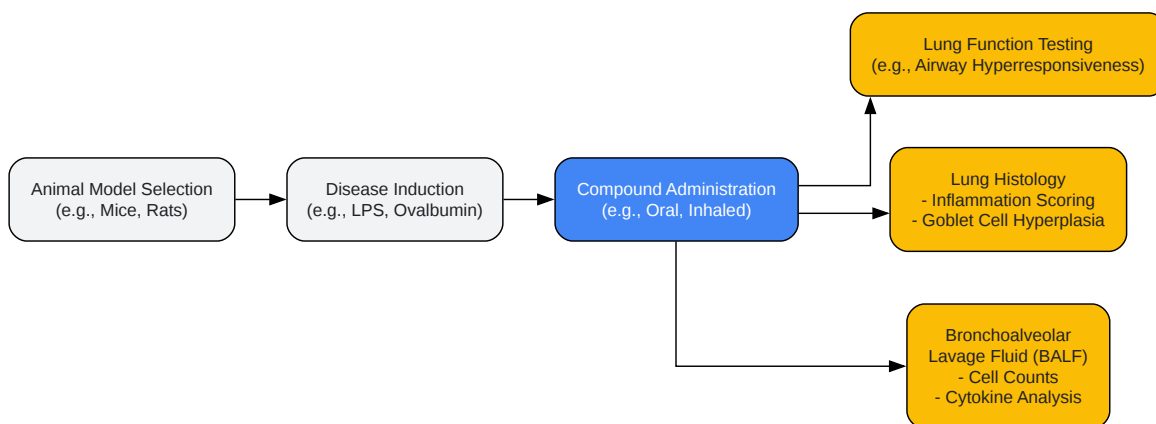 Animal Model Selection
(e.g., Mice, Rats)
Disease Induction
(e.g., LPS, Ovalbumin)
Compound Administration
(e.g., Oral, Inhaled)
Lung Function Testing
(e.g., Airway Hyperresponsiveness)
Lung Histology
- Inflammation Scoring
- Goblet Cell Hyperplasia
Bronchoalveolar
Lavage Fluid (BALF)
- Cell Counts
- Cytokine Analysis